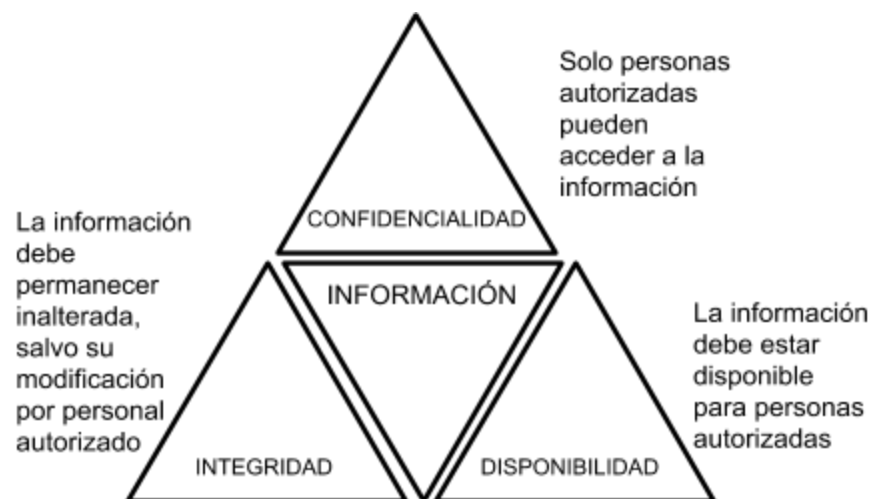 Solo personas
autorizadas
pueden
acceder a la
información
CONFIDENCIALIDAD
La información
debe
permanecer
inalterada,
salvo su
modificación
por personal
autorizado
INFORMACIÓN
La información
debe estar
disponible
para personas
autorizadas
INTEGRIDAD
DISPONIBILIDAD